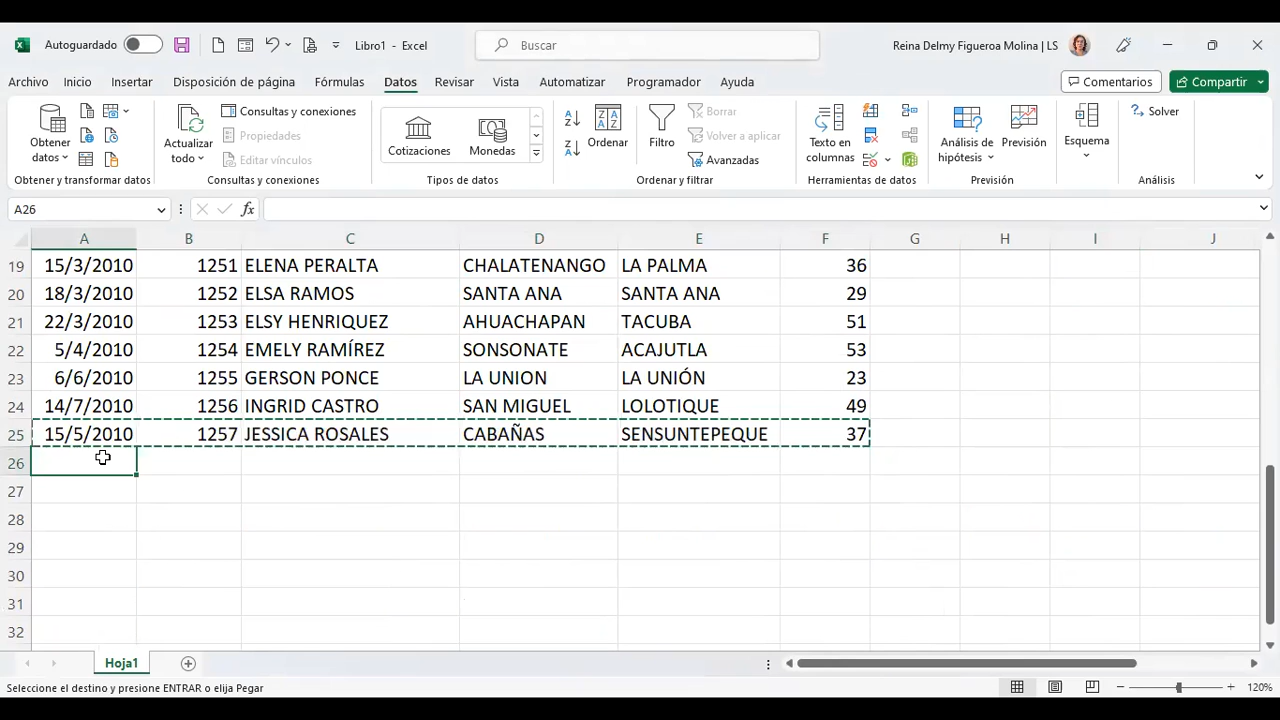 Autoguardado
Libro1 - Excel
Buscar
Reina Delmy Figueroa Molina | LS
Archivo Inicio Insertar Disposición de página Fórmulas Datos Revisar Vista Automatizar Programador Ayuda
Comentarios
Compartir
Obtener datos
Obtener y transformar datos
Actualizar todo
Consultas y conexiones
Propiedades
Editar vínculos
Consultas y conexiones
Cotizaciones
Monedas
Tipos de datos
Ordenar
Filtro
Borrar
Volver a aplicar
Avanzadas
Ordenar y filtrar
Texto en columnas
Herramientas de datos
Análisis de hipótesis
Previsión
Previsión
Esquema
Solver
Análisis
A26
fx
A B C D E F G H I J
19 15/3/2010 1251 ELENA PERALTA CHALATENANGO LA PALMA 36
20 18/3/2010 1252 ELSA RAMOS SANTA ANA SANTA ANA 29
21 22/3/2010 1253 ELSY HENRIQUEZ AHUACHAPAN TACUBA 51
22 5/4/2010 1254 EMELY RAMÍREZ SONSONATE ACAJUTLA 53
23 6/6/2010 1255 GERSON PONCE LA UNION LA UNIÓN 23
24 14/7/2010 1256 INGRID CASTRO SAN MIGUEL LOLOTIQUE 49
25 15/5/2010 1257 JESSICA ROSALES CABAÑAS SENSUNTEPEQUE 37
26
27
28
29
30
31
32
Hoja1
Seleccione el destino y presione ENTRAR o elija Pegar
120%